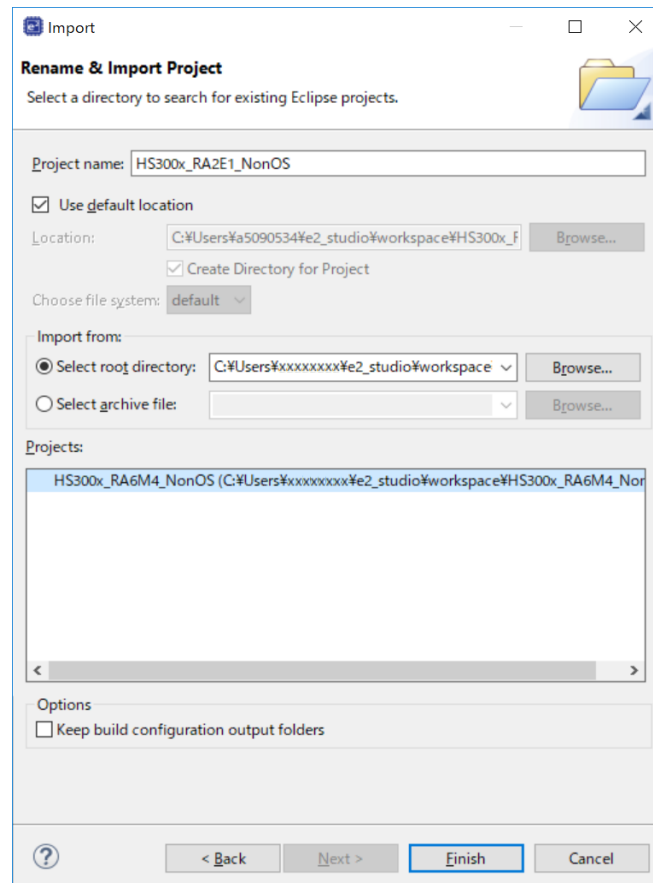 Import
Rename & Import Project
Select a directory to search for existing Eclipse projects.
Project name: HS300x_RA2E1_NonOS
Use default location
Location: C:¥Users¥a5090534¥e2_studio¥workspace¥HS300x_F Browse...
Create Directory for Project
Choose file system: default
Import from:
Select root directory: C:¥Users¥xxxxxxxx¥e2_studio¥workspace Browse...
Select archive file: Browse...
Projects:
HS300x_RA6M4_NonOS (C:¥Users¥xxxxxxxx¥e2_studio¥workspace¥HS300x_RA6M4_Nor
Options
Keep build configuration output folders
? < Back Next > Finish Cancel